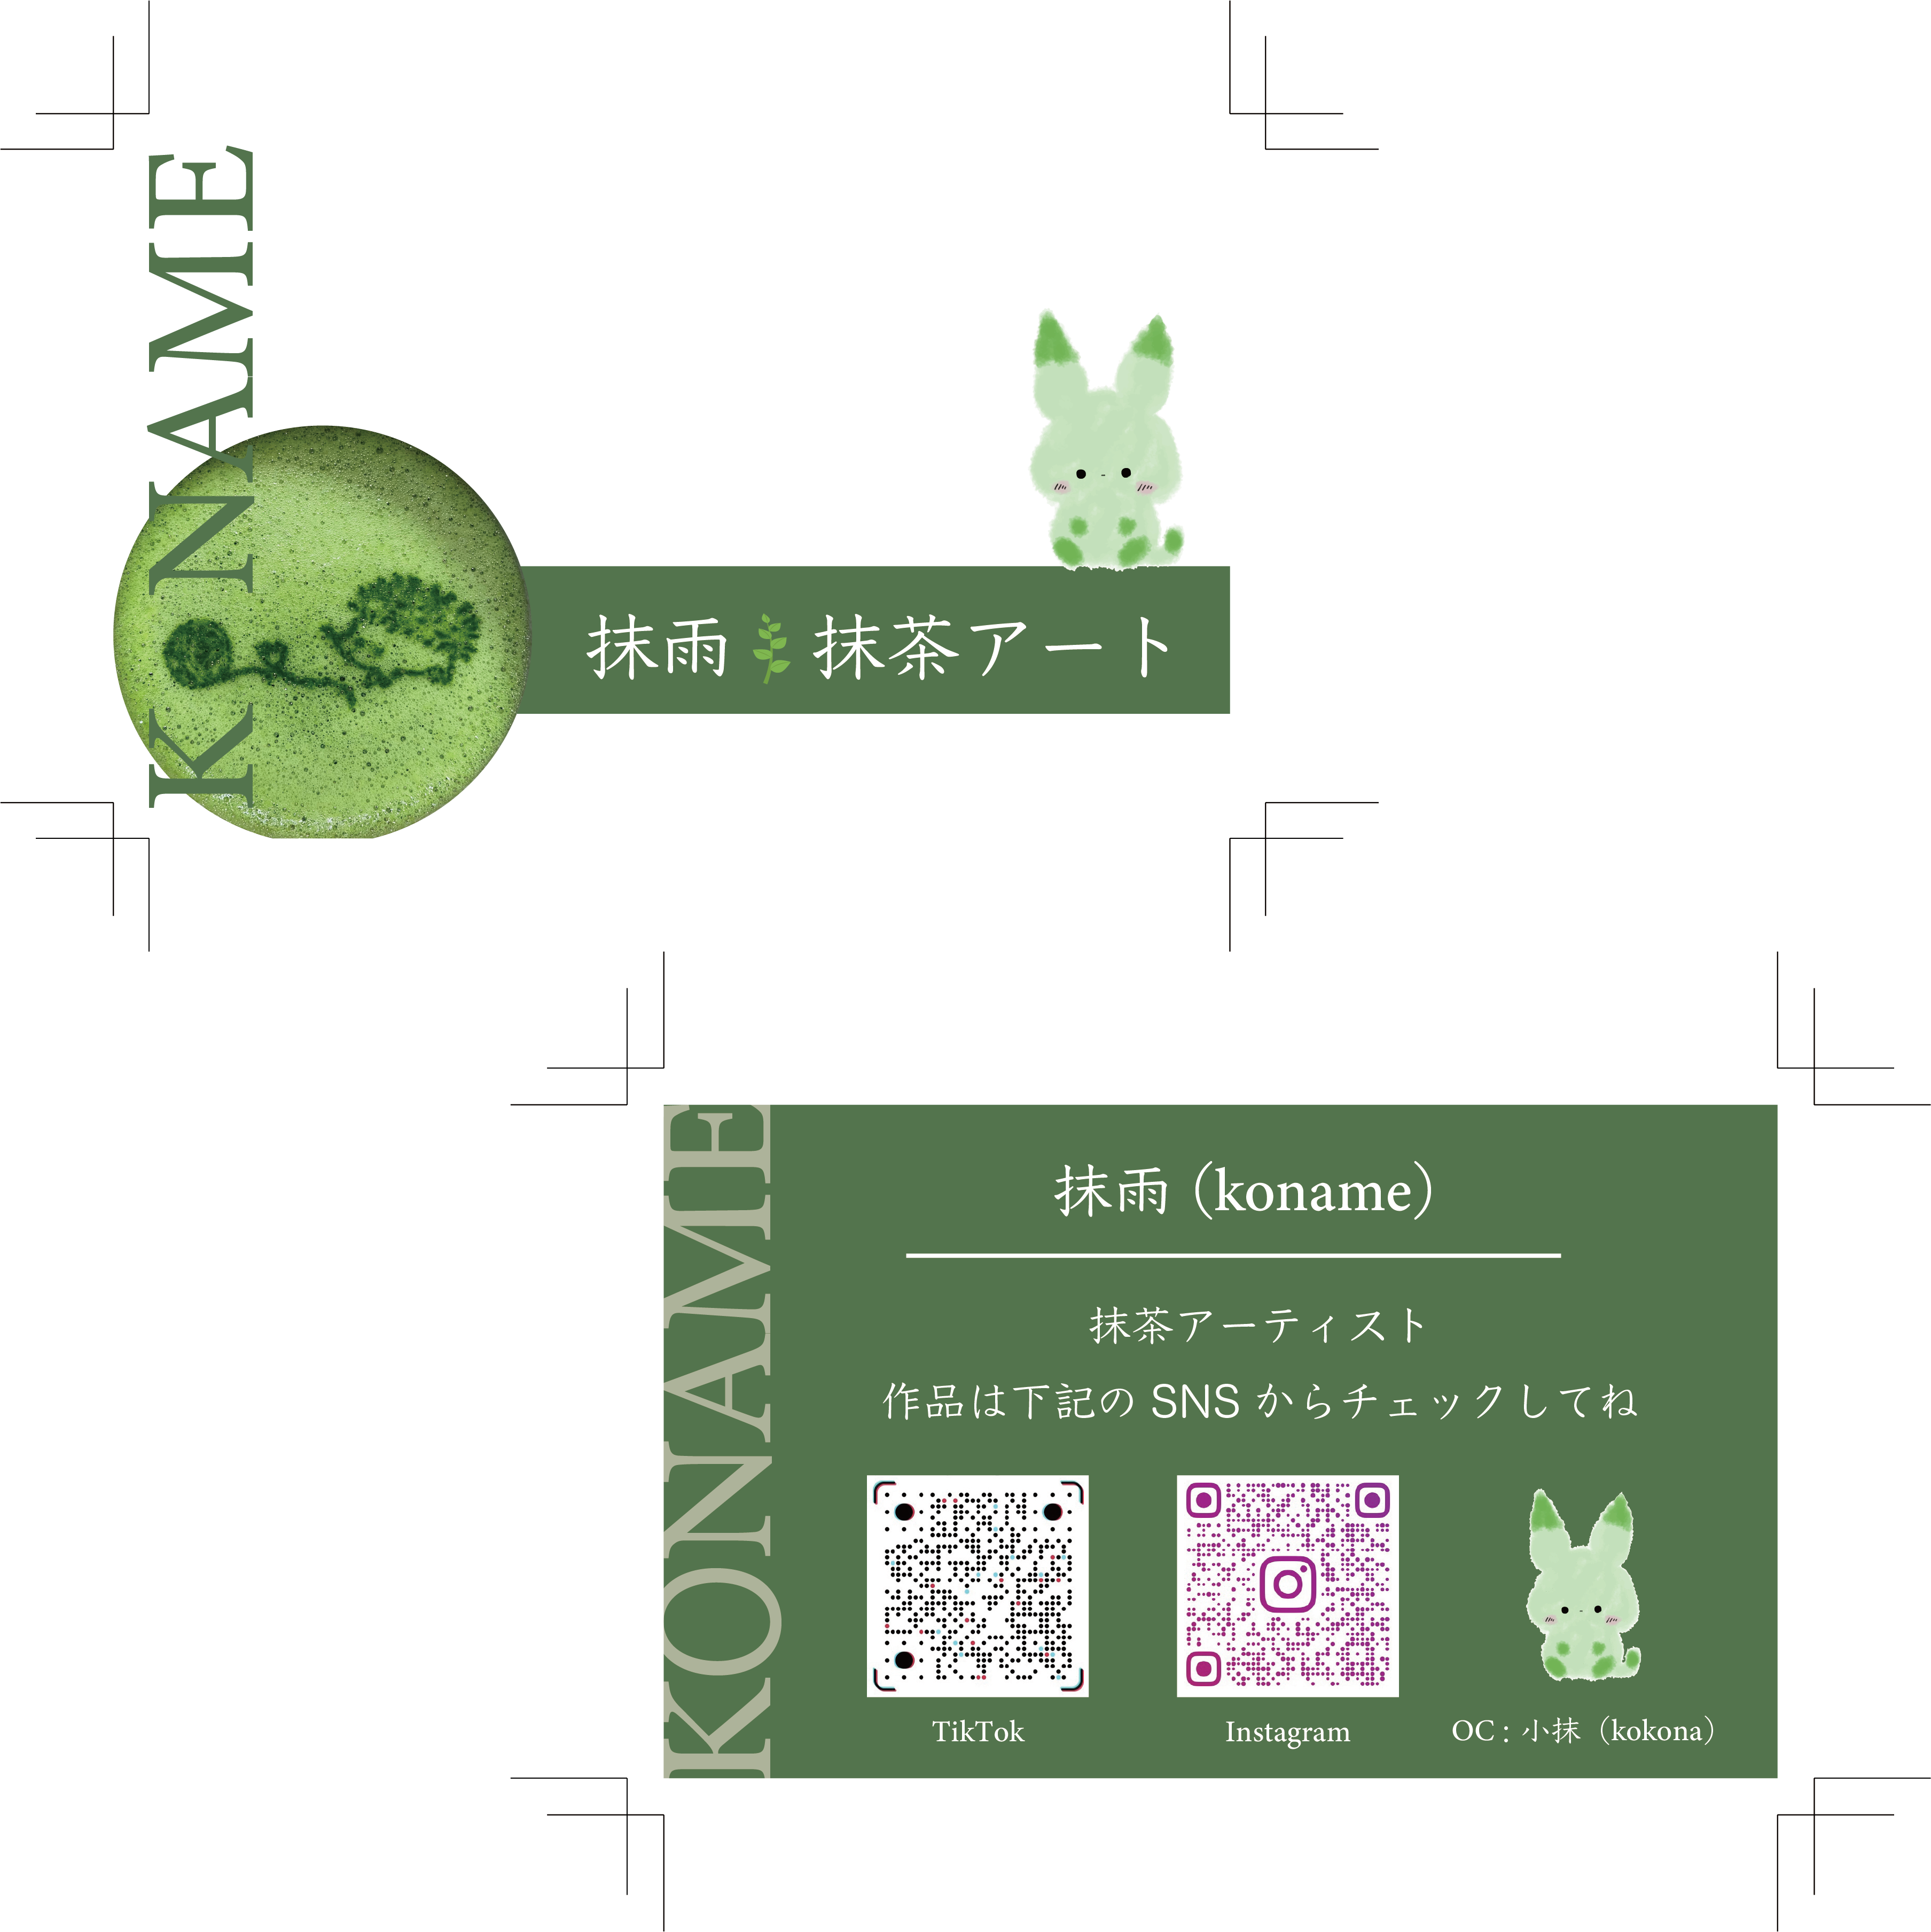 K NAME
抹雨 抹茶アート
KONAME
抹雨（koname）
抹茶アーティスト
作品は下記の SNS からチェックしてね
TikTok
Instagram
OC : 小抹（kokona）